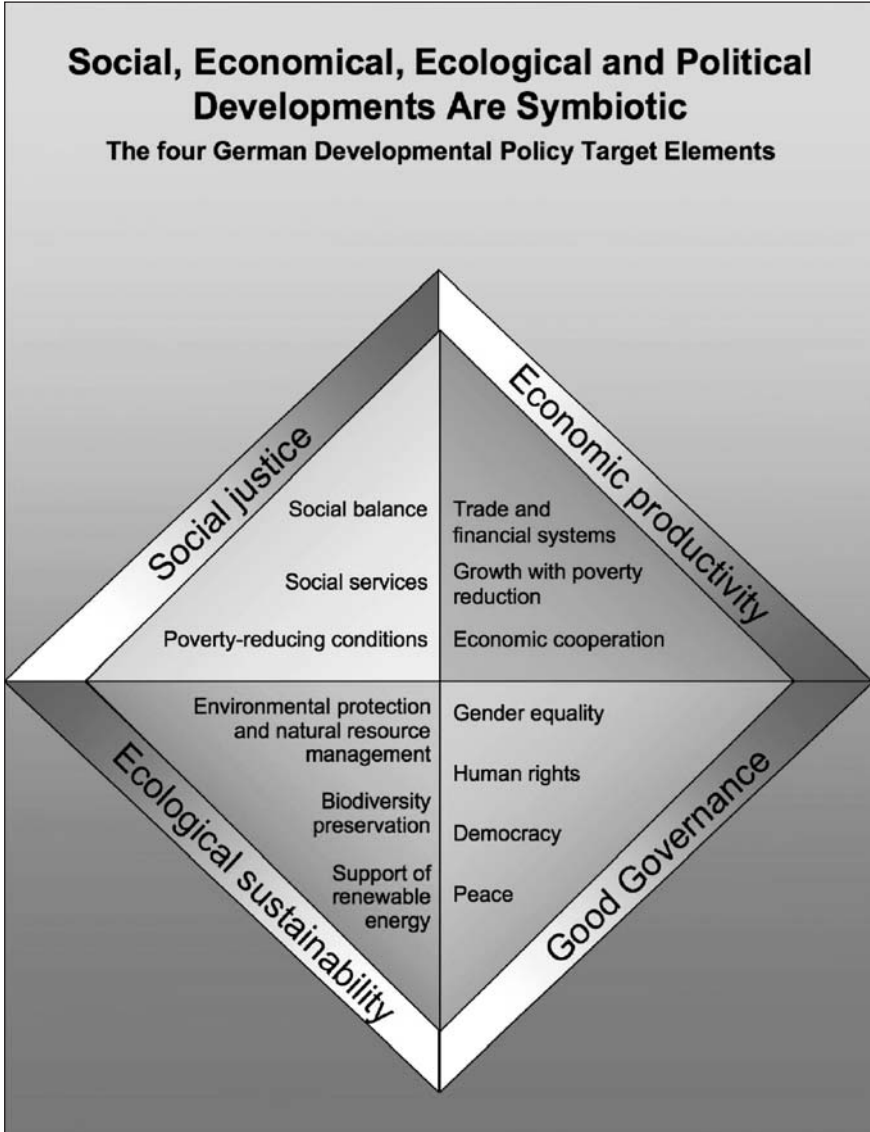 Social, Economical, Ecological and Political
Developments Are Symbiotic
The four German Developmental Policy Target Elements
Social justice
Social balance
Social services
Poverty-reducing conditions
Economic productivity
Trade and
financial systems
Growth with poverty
reduction
Economic cooperation
Ecological sustainability
Environmental protection
and natural resource
management
Biodiversity
preservation
Support of
renewable
energy
Good Governance
Gender equality
Human rights
Democracy
Peace